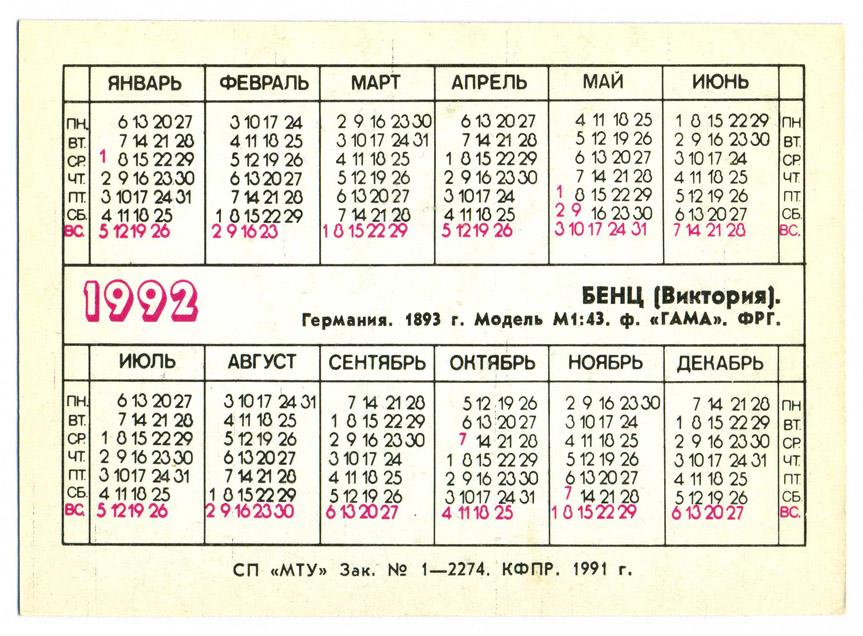 ЯНВАРЬ ФЕВРАЛЬ МАРТ АПРЕЛЬ МАЙ ИЮНЬ
ПН. 6 13 20 27 3 10 17 24 2 9 16 23 30 6 13 20 27 4 11 18 25 1 8 15 22 29 ПН.
ВТ. 7 14 21 28 4 11 18 25 3 10 17 24 31 7 14 21 28 5 12 19 26 2 9 16 23 30 ВТ.
СР. 1 8 15 22 29 5 12 19 26 4 11 18 25 1 8 15 22 29 6 13 20 27 3 10 17 24 СР.
ЧТ. 2 9 16 23 30 6 13 20 27 5 12 19 26 2 9 16 23 30 7 14 21 28 4 11 18 25 ЧТ.
ПТ. 3 10 17 24 31 7 14 21 28 6 13 20 27 3 10 17 24 1 8 15 22 29 5 12 19 26 ПТ.
СБ. 4 11 18 25 1 8 15 22 29 7 14 21 28 4 11 18 25 2 9 16 23 30 6 13 20 27 СБ.
ВС. 5 12 19 26 2 9 16 23 1 8 15 22 29 5 12 19 26 3 10 17 24 31 7 14 21 28 ВС.
1992 БЕНЦ (Виктория).
Германия. 1893 г. Модель М1:43. ф. «ГАМА». ФРГ.
ИЮЛЬ АВГУСТ СЕНТЯБРЬ ОКТЯБРЬ НОЯБРЬ ДЕКАБРЬ
ПН. 6 13 20 27 3 10 17 24 31 7 14 21 28 5 12 19 26 2 9 16 23 30 7 14 21 28 ПН.
ВТ. 7 14 21 28 4 11 18 25 1 8 15 22 29 6 13 20 27 3 10 17 24 1 8 15 22 29 ВТ.
СР. 1 8 15 22 29 5 12 19 26 2 9 16 23 30 7 14 21 28 4 11 18 25 2 9 16 23 30 СР.
ЧТ. 2 9 16 23 30 6 13 20 27 3 10 17 24 1 8 15 22 29 5 12 19 26 3 10 17 24 31 ЧТ.
ПТ. 3 10 17 24 31 7 14 21 28 4 11 18 25 2 9 16 23 30 6 13 20 27 4 11 18 25 ПТ.
СБ. 4 11 18 25 1 8 15 22 29 5 12 19 26 3 10 17 24 31 7 14 21 28 5 12 19 26 СБ.
ВС. 5 12 19 26 2 9 16 23 30 6 13 20 27 4 11 18 25 1 8 15 22 29 6 13 20 27 ВС.
СП «МТУ» Зак. № 1—2274. КФПР. 1991 г.